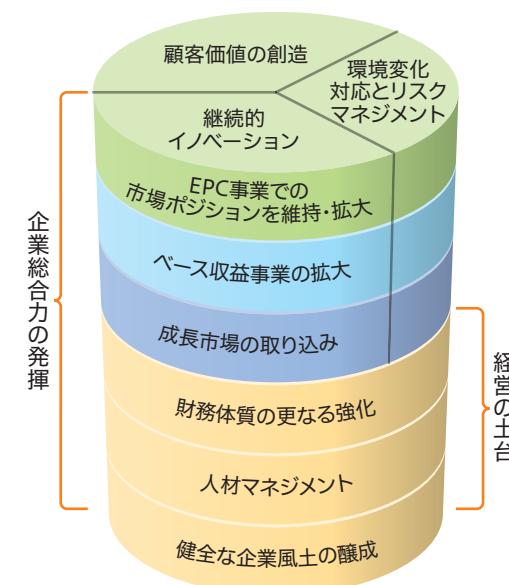 顧客価値の創造
環境変化
対応とリスク
マネジメント
継続的
イノベーション
EPC事業での
市場ポジションを維持・拡大
ベース収益事業の拡大
成長市場の取り込み
財務体質の更なる強化
人材マネジメント
健全な企業風土の醸成
企業総合力の発揮
経営の土台